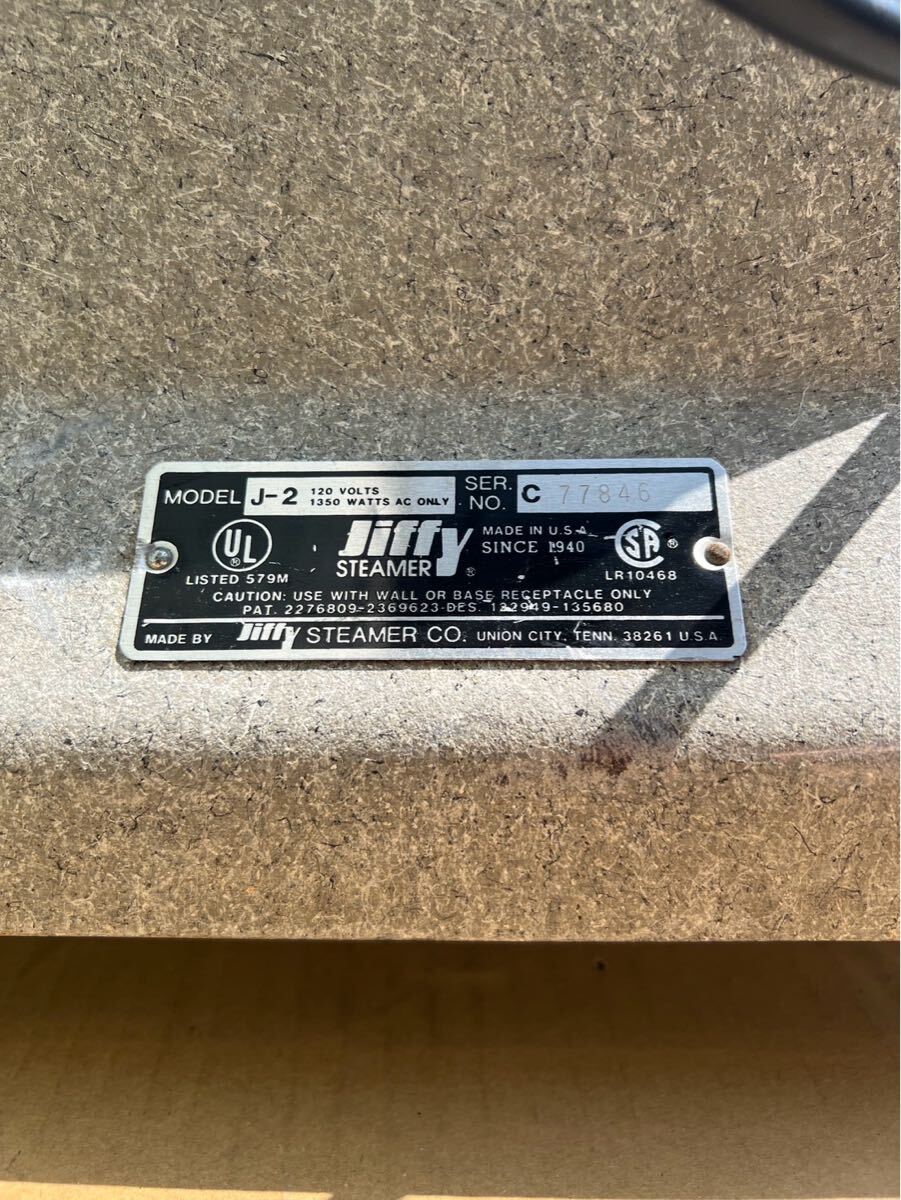 MODEL J-2 120 VOLTS SER. C 77846
1350 WATTS AC ONLY NO.
UL ® Jiffy MADE IN U.S.A. SA ®
LISTED 579M STEAMER ® SINCE 1940 LR10468
CAUTION: USE WITH WALL OR BASE RECEPTACLE ONLY
PAT. 2276809-2369623-DES. 132949-135680
MADE BY Jiffy STEAMER CO. UNION CITY, TENN. 38261 U.S.A.